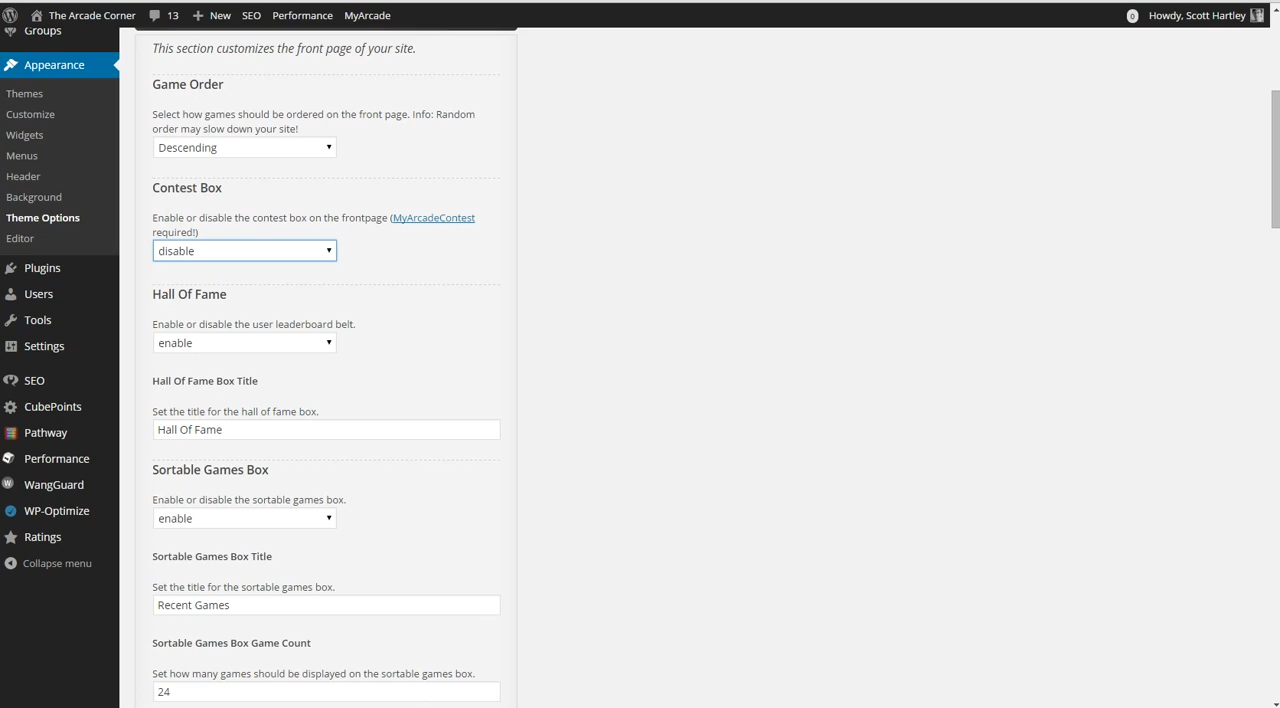 The Arcade Corner 13 New SEO Performance MyArcade 0 Howdy, Scott Hartley
Groups
Appearance
Themes
Customize
Widgets
Menus
Header
Background
Theme Options
Editor
Plugins
Users
Tools
Settings
SEO
CubePoints
Pathway
Performance
WangGuard
WP-Optimize
Ratings
Collapse menu
This section customizes the front page of your site.
Game Order
Select how games should be ordered on the front page. Info: Random
order may slow down your site!
Descending
Contest Box
Enable or disable the contest box on the frontpage (MyArcadeContest
required!)
disable
Hall Of Fame
Enable or disable the user leaderboard belt.
enable
Hall Of Fame Box Title
Set the title for the hall of fame box.
Hall Of Fame
Sortable Games Box
Enable or disable the sortable games box.
enable
Sortable Games Box Title
Set the title for the sortable games box.
Recent Games
Sortable Games Box Game Count
Set how many games should be displayed on the sortable games box.
24